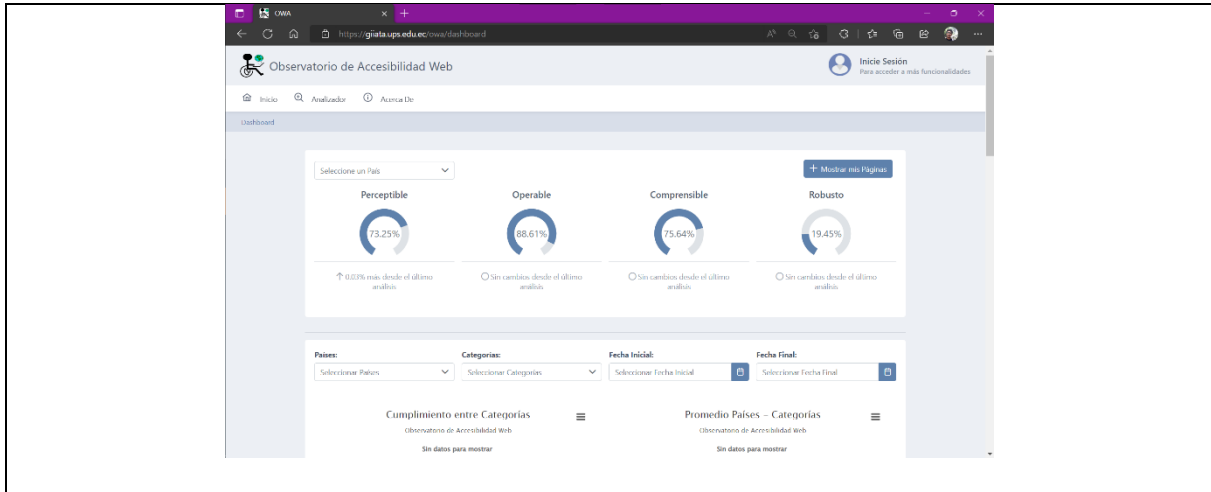 OWA
https://giiata.ups.edu.ec/owa/dashboard
Observatorio de Accesibilidad Web
Inicie Sesión
Para acceder a más funcionalidades
Inicio Analizador Acerca De
Dashboard
Seleccione un País
Mostrar mis Páginas
Perceptible Operable Comprensible Robusto
73.25% 88.61% 75.64% 19.45%
0.03% más desde el último análisis
Sin cambios desde el último análisis
Sin cambios desde el último análisis
Sin cambios desde el último análisis
Países: Categorías: Fecha Inicial: Fecha Final:
Seleccionar Países Seleccionar Categorías Seleccionar Fecha Inicial Seleccionar Fecha Final
Cumplimiento entre Categorías
Observatorio de Accesibilidad Web
Sin datos para mostrar
Promedio Países – Categorías
Observatorio de Accesibilidad Web
Sin datos para mostrar